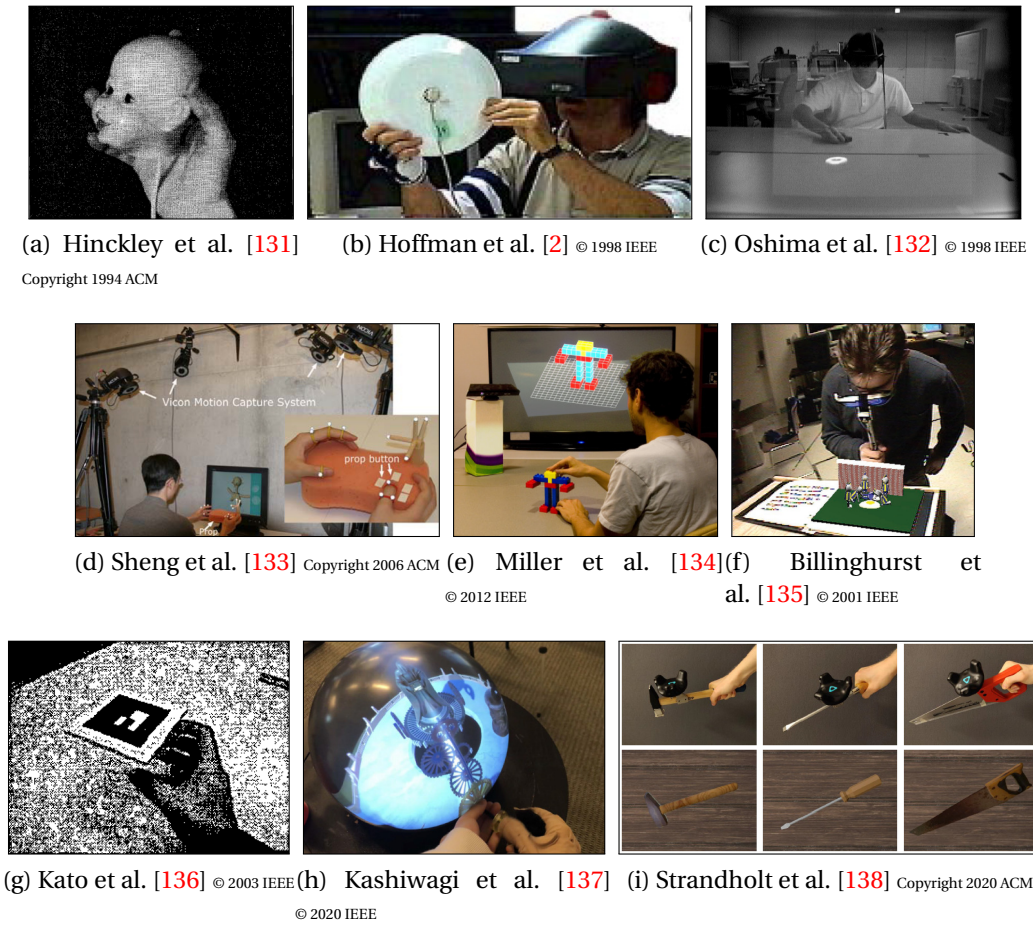 (a) Hinckley et al. [131]
Copyright 1994 ACM
(b) Hoffman et al. [2] © 1998 IEEE
(c) Oshima et al. [132] © 1998 IEEE
Vicon Motion Capture System
prop button
Prop
(d) Sheng et al. [133] Copyright 2006 ACM
(e) Miller et al. [134]
© 2012 IEEE
(f) Billinghurst et
al. [135] © 2001 IEEE
(g) Kato et al. [136] © 2003 IEEE
(h) Kashiwagi et al. [137]
© 2020 IEEE
(i) Strandholt et al. [138] Copyright 2020 ACM